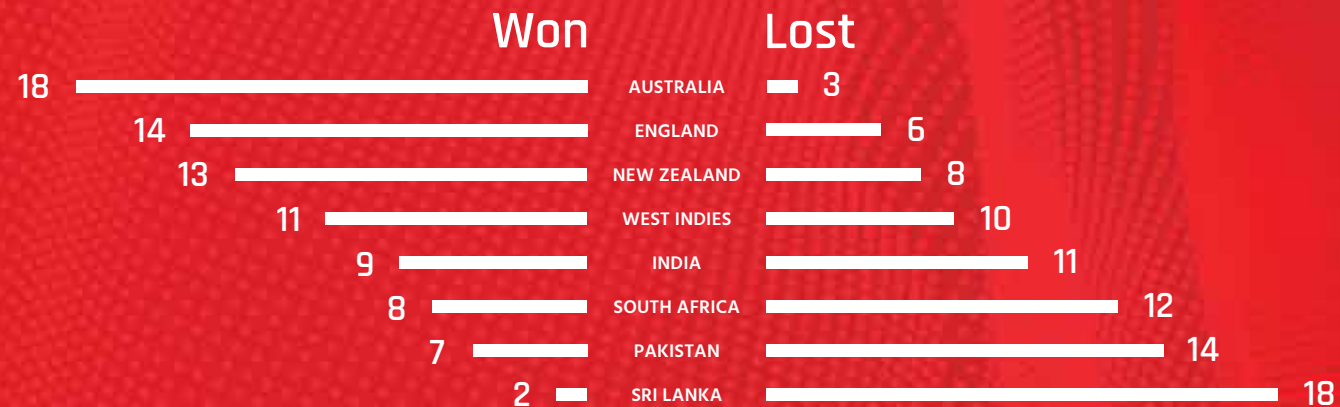 Won Lost
18 AUSTRALIA 3
14 ENGLAND 6
13 NEW ZEALAND 8
11 WEST INDIES 10
9 INDIA 11
8 SOUTH AFRICA 12
7 PAKISTAN 14
2 SRI LANKA 18